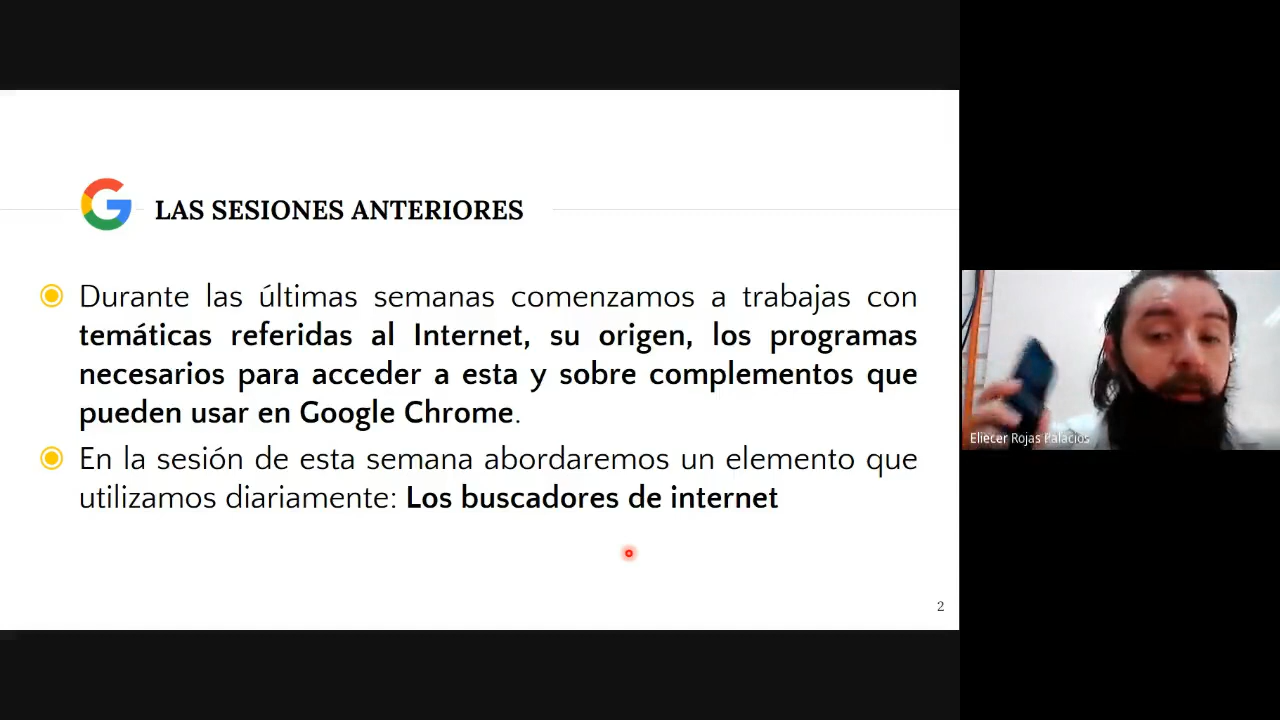 LAS SESIONES ANTERIORES
Durante las últimas semanas comenzamos a trabajas con
temáticas referidas al Internet, su origen, los programas
necesarios para acceder a esta y sobre complementos que
pueden usar en Google Chrome.
En la sesión de esta semana abordaremos un elemento que
utilizamos diariamente: Los buscadores de internet
Eliecer Rojas Palacios
2